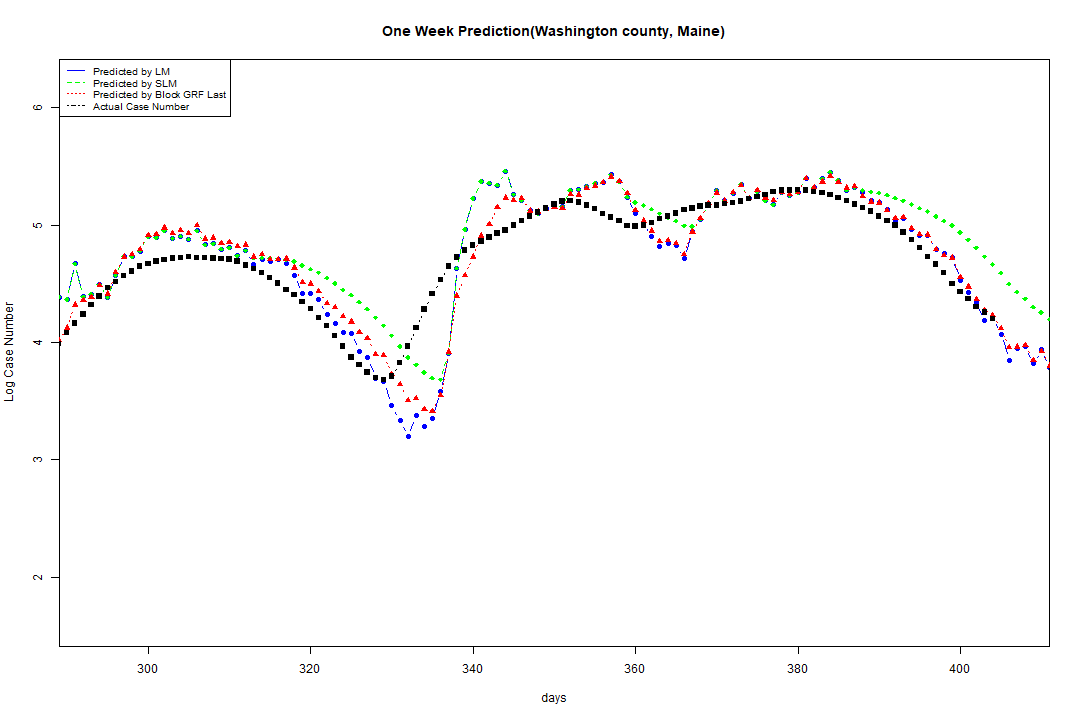 One Week Prediction(Washington county, Maine)
Predicted by LM
Predicted by SLM
Predicted by Block GRF Last
Actual Case Number
6
5
4
3
2
Log Case Number
300 320 340 360 380 400
days